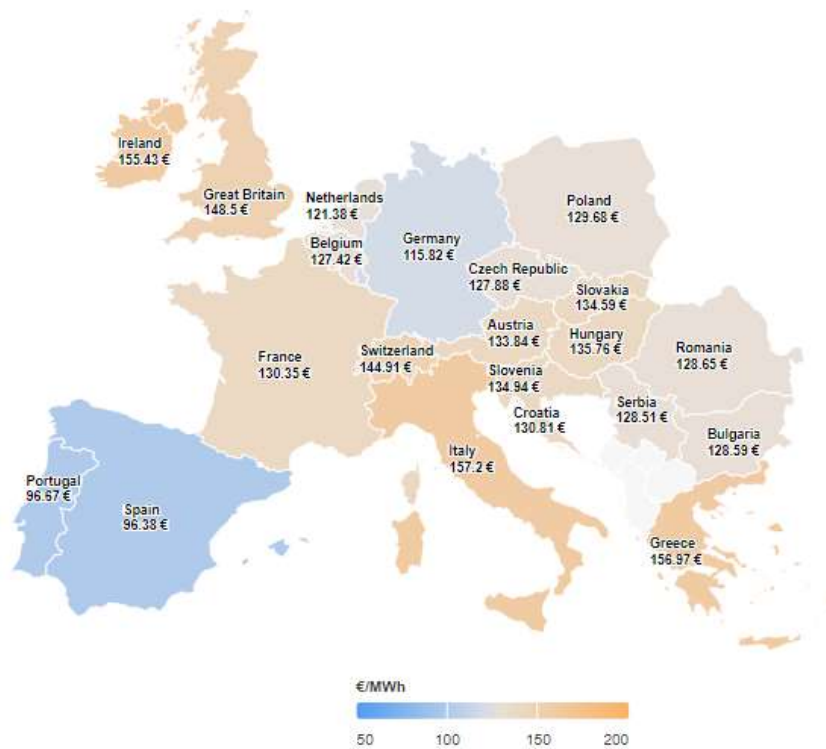 Ireland
155.43 €
Great Britain
148.5 €
Netherlands
121.38 €
Belgium
127.42 €
Germany
115.82 €
Poland
129.68 €
Czech Republic
127.88 €
Slovakia
134.59 €
Austria
133.84 €
Hungary
135.76 €
Romania
128.65 €
France
130.35 €
Switzerland
144.91 €
Slovenia
134.94 €
Croatia
130.81 €
Serbia
128.51 €
Bulgaria
128.59 €
Italy
157.2 €
Portugal
96.67 €
Spain
96.38 €
Greece
156.97 €
€/MWh
50 100 150 200